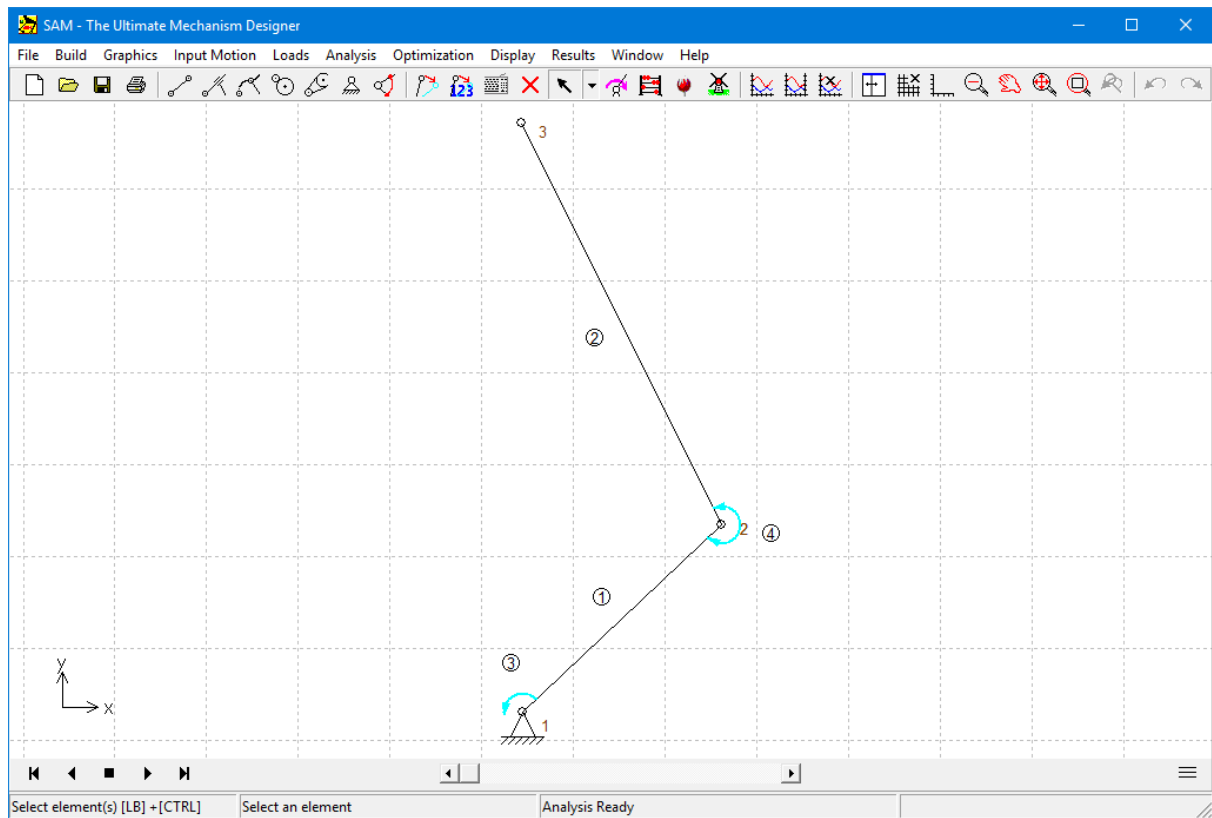 SAM - The Ultimate Mechanism Designer
File Build Graphics Input Motion Loads Analysis Optimization Display Results Window Help
123
3
②
2 ④
①
③
y
x
1
Select element(s) [LB] +[CTRL] Select an element Analysis Ready